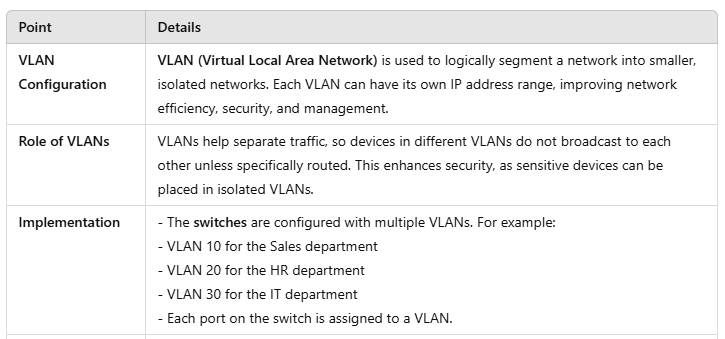 Point Details
VLAN Configuration
VLAN (Virtual Local Area Network) is used to logically segment a network into smaller,
isolated networks. Each VLAN can have its own IP address range, improving network
efficiency, security, and management.
Role of VLANs
VLANs help separate traffic, so devices in different VLANs do not broadcast to each
other unless specifically routed. This enhances security, as sensitive devices can be
placed in isolated VLANs.
Implementation
- The switches are configured with multiple VLANs. For example:
- VLAN 10 for the Sales department
- VLAN 20 for the HR department
- VLAN 30 for the IT department
- Each port on the switch is assigned to a VLAN.